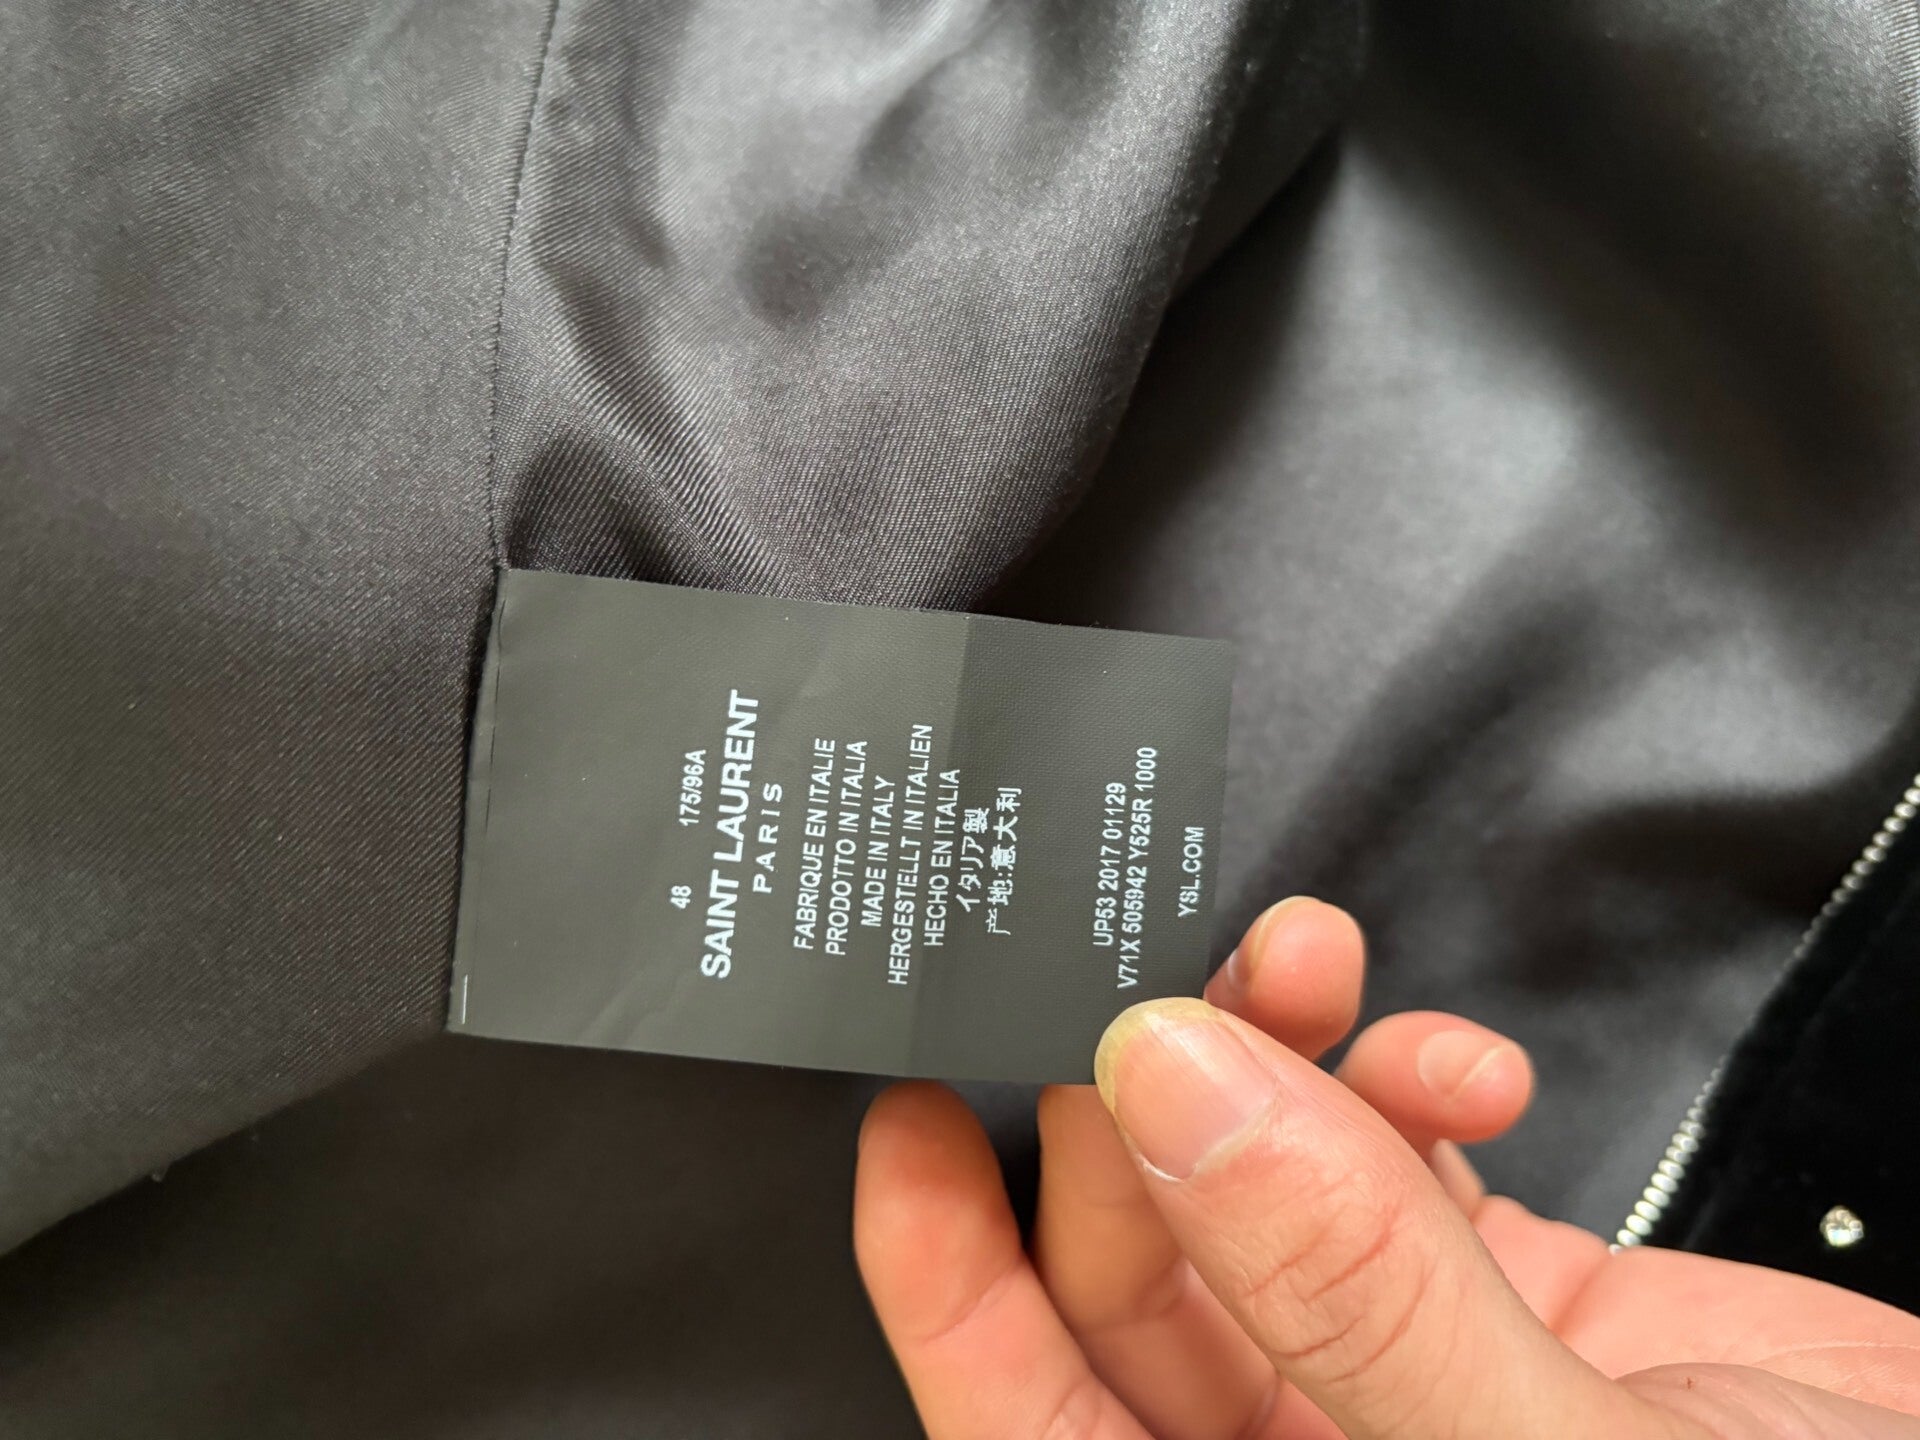 48 175/96A
SAINT LAURENT
PARIS
FABRIQUE EN ITALIE
PRODOTTO IN ITALIA
MADE IN ITALY
HERGESTELLT IN ITALIEN
HECHO EN ITALIA
イタリア製
产地:意大利
UP53 2017 01129
V71X 505942 Y525R 1000
YSL.COM